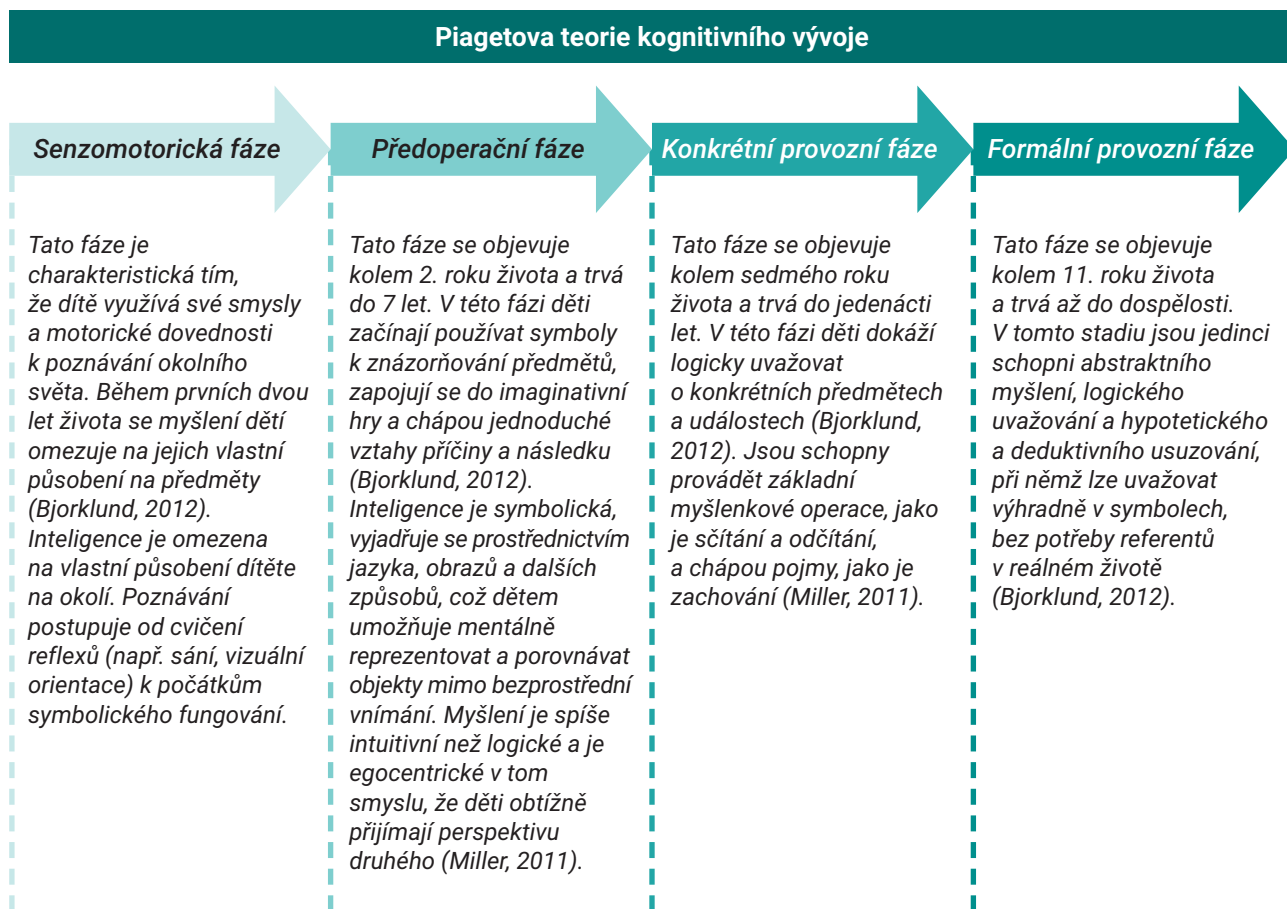 Piagetova teorie kognitivního vývoje
Senzomotorická fáze
Tato fáze je
charakteristická tím,
že dítě využívá své smysly
a motorické dovednosti
k poznávání okolního
světa. Během prvních dvou
let života se myšlení dětí
omezuje na jejich vlastní
působení na předměty
(Bjorklund, 2012).
Inteligence je omezena
na vlastní působení dítěte
na okolí. Poznávání
postupuje od cvičení
reflexů (např. sání, vizuální
orientace) k počátkům
symbolického fungování.
Předoperační fáze
Tato fáze se objevuje
kolem 2. roku života a trvá
do 7 let. V této fázi děti
začínají používat symboly
k znázorňování předmětů,
zapojují se do imaginativní
hry a chápou jednoduché
vztahy příčiny a následku
(Bjorklund, 2012).
Inteligence je symbolická,
vyjadřuje se prostřednictvím
jazyka, obrazů a dalších
způsobů, což dětem
umožňuje mentálně
reprezentovat a porovnávat
objekty mimo bezprostřední
vnímání. Myšlení je spíše
intuitivní než logické a je
egocentrické v tom
smyslu, že děti obtížně
přijímají perspektivu
druhého (Miller, 2011).
Konkrétní provozní fáze
Tato fáze se objevuje
kolem sedmého roku
života a trvá do jedenácti
let. V této fázi děti dokáží
logicky uvažovat
o konkrétních předmětech
a událostech (Bjorklund,
2012). Jsou schopny
provádět základní
myšlenkové operace, jako
je sčítání a odčítání,
a chápou pojmy, jako je
zachování (Miller, 2011).
Formální provozní fáze
Tato fáze se objevuje
kolem 11. roku života
a trvá až do dospělosti.
V tomto stadiu jsou jedinci
schopni abstraktního
myšlení, logického
uvažování a hypotetického
a deduktivního usuzování,
při němž lze uvažovat
výhradně v symbolech,
bez potřeby referentů
v reálném životě
(Bjorklund, 2012).